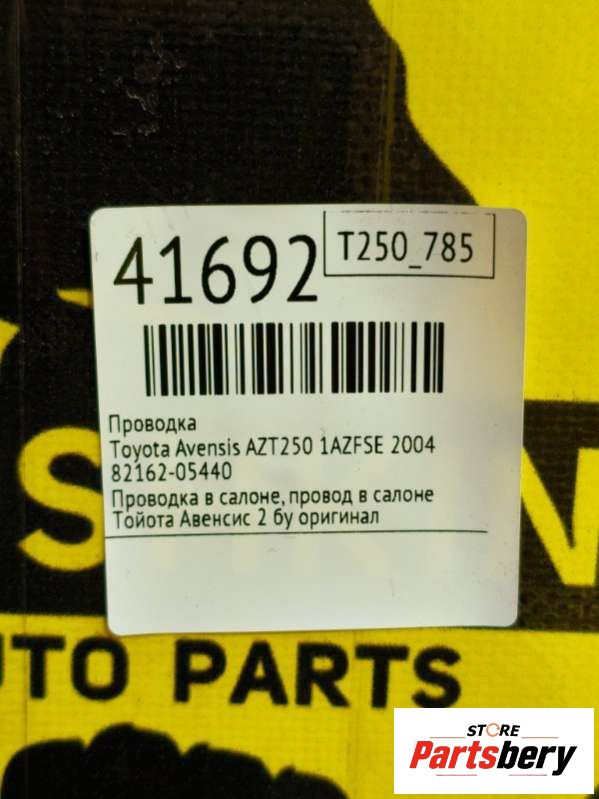 41692
T250_785
Проводка
Toyota Avensis AZT250 1AZFSE 2004
82162-05440
Проводка в салоне, провод в салоне
Тойота Авенсис 2 бу оригинал
PARTS
STORE
Partsbery